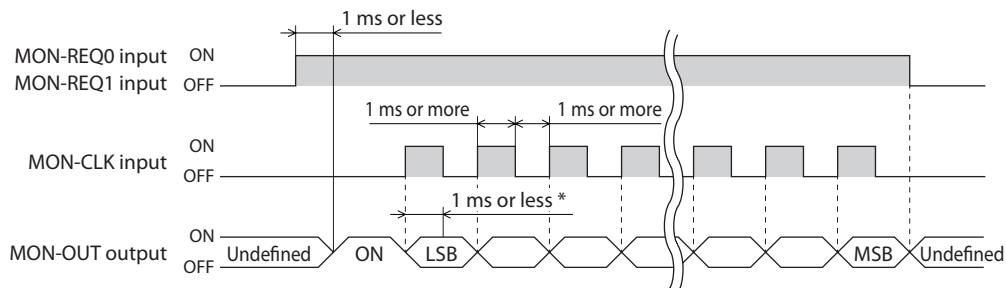 1 ms or less
MON-REQ0 input ON
MON-REQ1 input OFF
1 ms or more 1 ms or more
MON-CLK input ON
OFF
1 ms or less *
MON-OUT output ON
OFF
Undefined ON LSB MSB Undefined